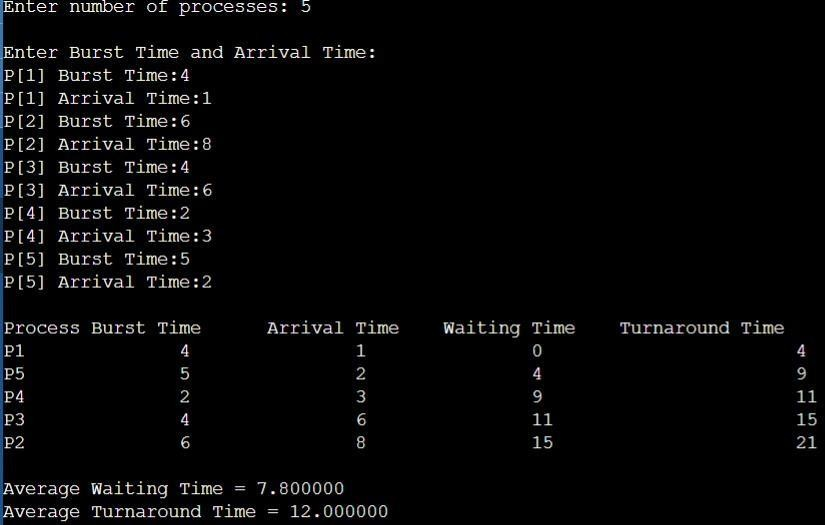 Enter number of processes: 5
Enter Burst Time and Arrival Time:
P[1] Burst Time:4
P[1] Arrival Time:1
P[2] Burst Time:6
P[2] Arrival Time:8
P[3] Burst Time:4
P[3] Arrival Time:6
P[4] Burst Time:2
P[4] Arrival Time:3
P[5] Burst Time:5
P[5] Arrival Time:2
Process Burst Time Arrival Time Waiting Time Turnaround Time
P1 4 1 0 4
P5 5 2 4 9
P4 2 3 9 11
P3 4 6 11 15
P2 6 8 15 21
Average Waiting Time = 7.800000
Average Turnaround Time = 12.000000